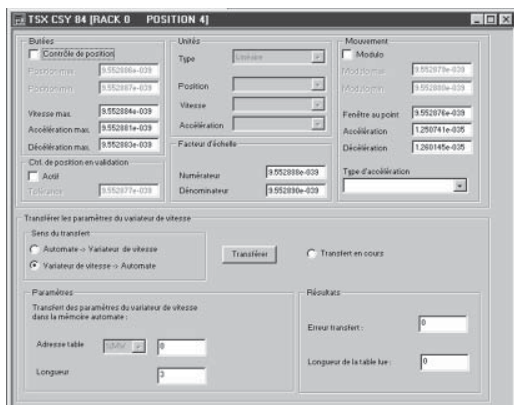 TSX CSY 84 [RACK 0 POSITION 4]
Butées
Contrôle de position
Position max.
9.552886e-039
Position min.
9.552887e-039
Vitesse max.
9.552884e-039
Accélération max.
9.552881e-039
Décélération max.
9.552883e-039
Ctrl. de position en validation
Actif
Tolérance
9.552877e-039
Unités
Type
Linéaire
Position
Vitesse
Accélération
Facteur d'échelle
Numérateur
9.552888e-039
Dénominateur
9.552890e-039
Mouvement
Modulo
Modulo max.
9.552879e-039
Modulo min.
9.552880e-039
Fenêtre au point
9.552876e-039
Accélération
1.250741e-035
Décélération
1.260145e-035
Type d'accélération
Transférer les paramètres du variateur de vitesse
Sens du transfert
Automate -> Variateur de vitesse
Variateur de vitesse -> Automate
Transférer
Transfert en cours
Paramètres
Transfert des paramètres du variateur de vitesse
dans la mémoire automate :
Adresse table
%MW
0
Longueur
3
Résultats
Erreur transfert :
0
Longueur de la table lue :
0